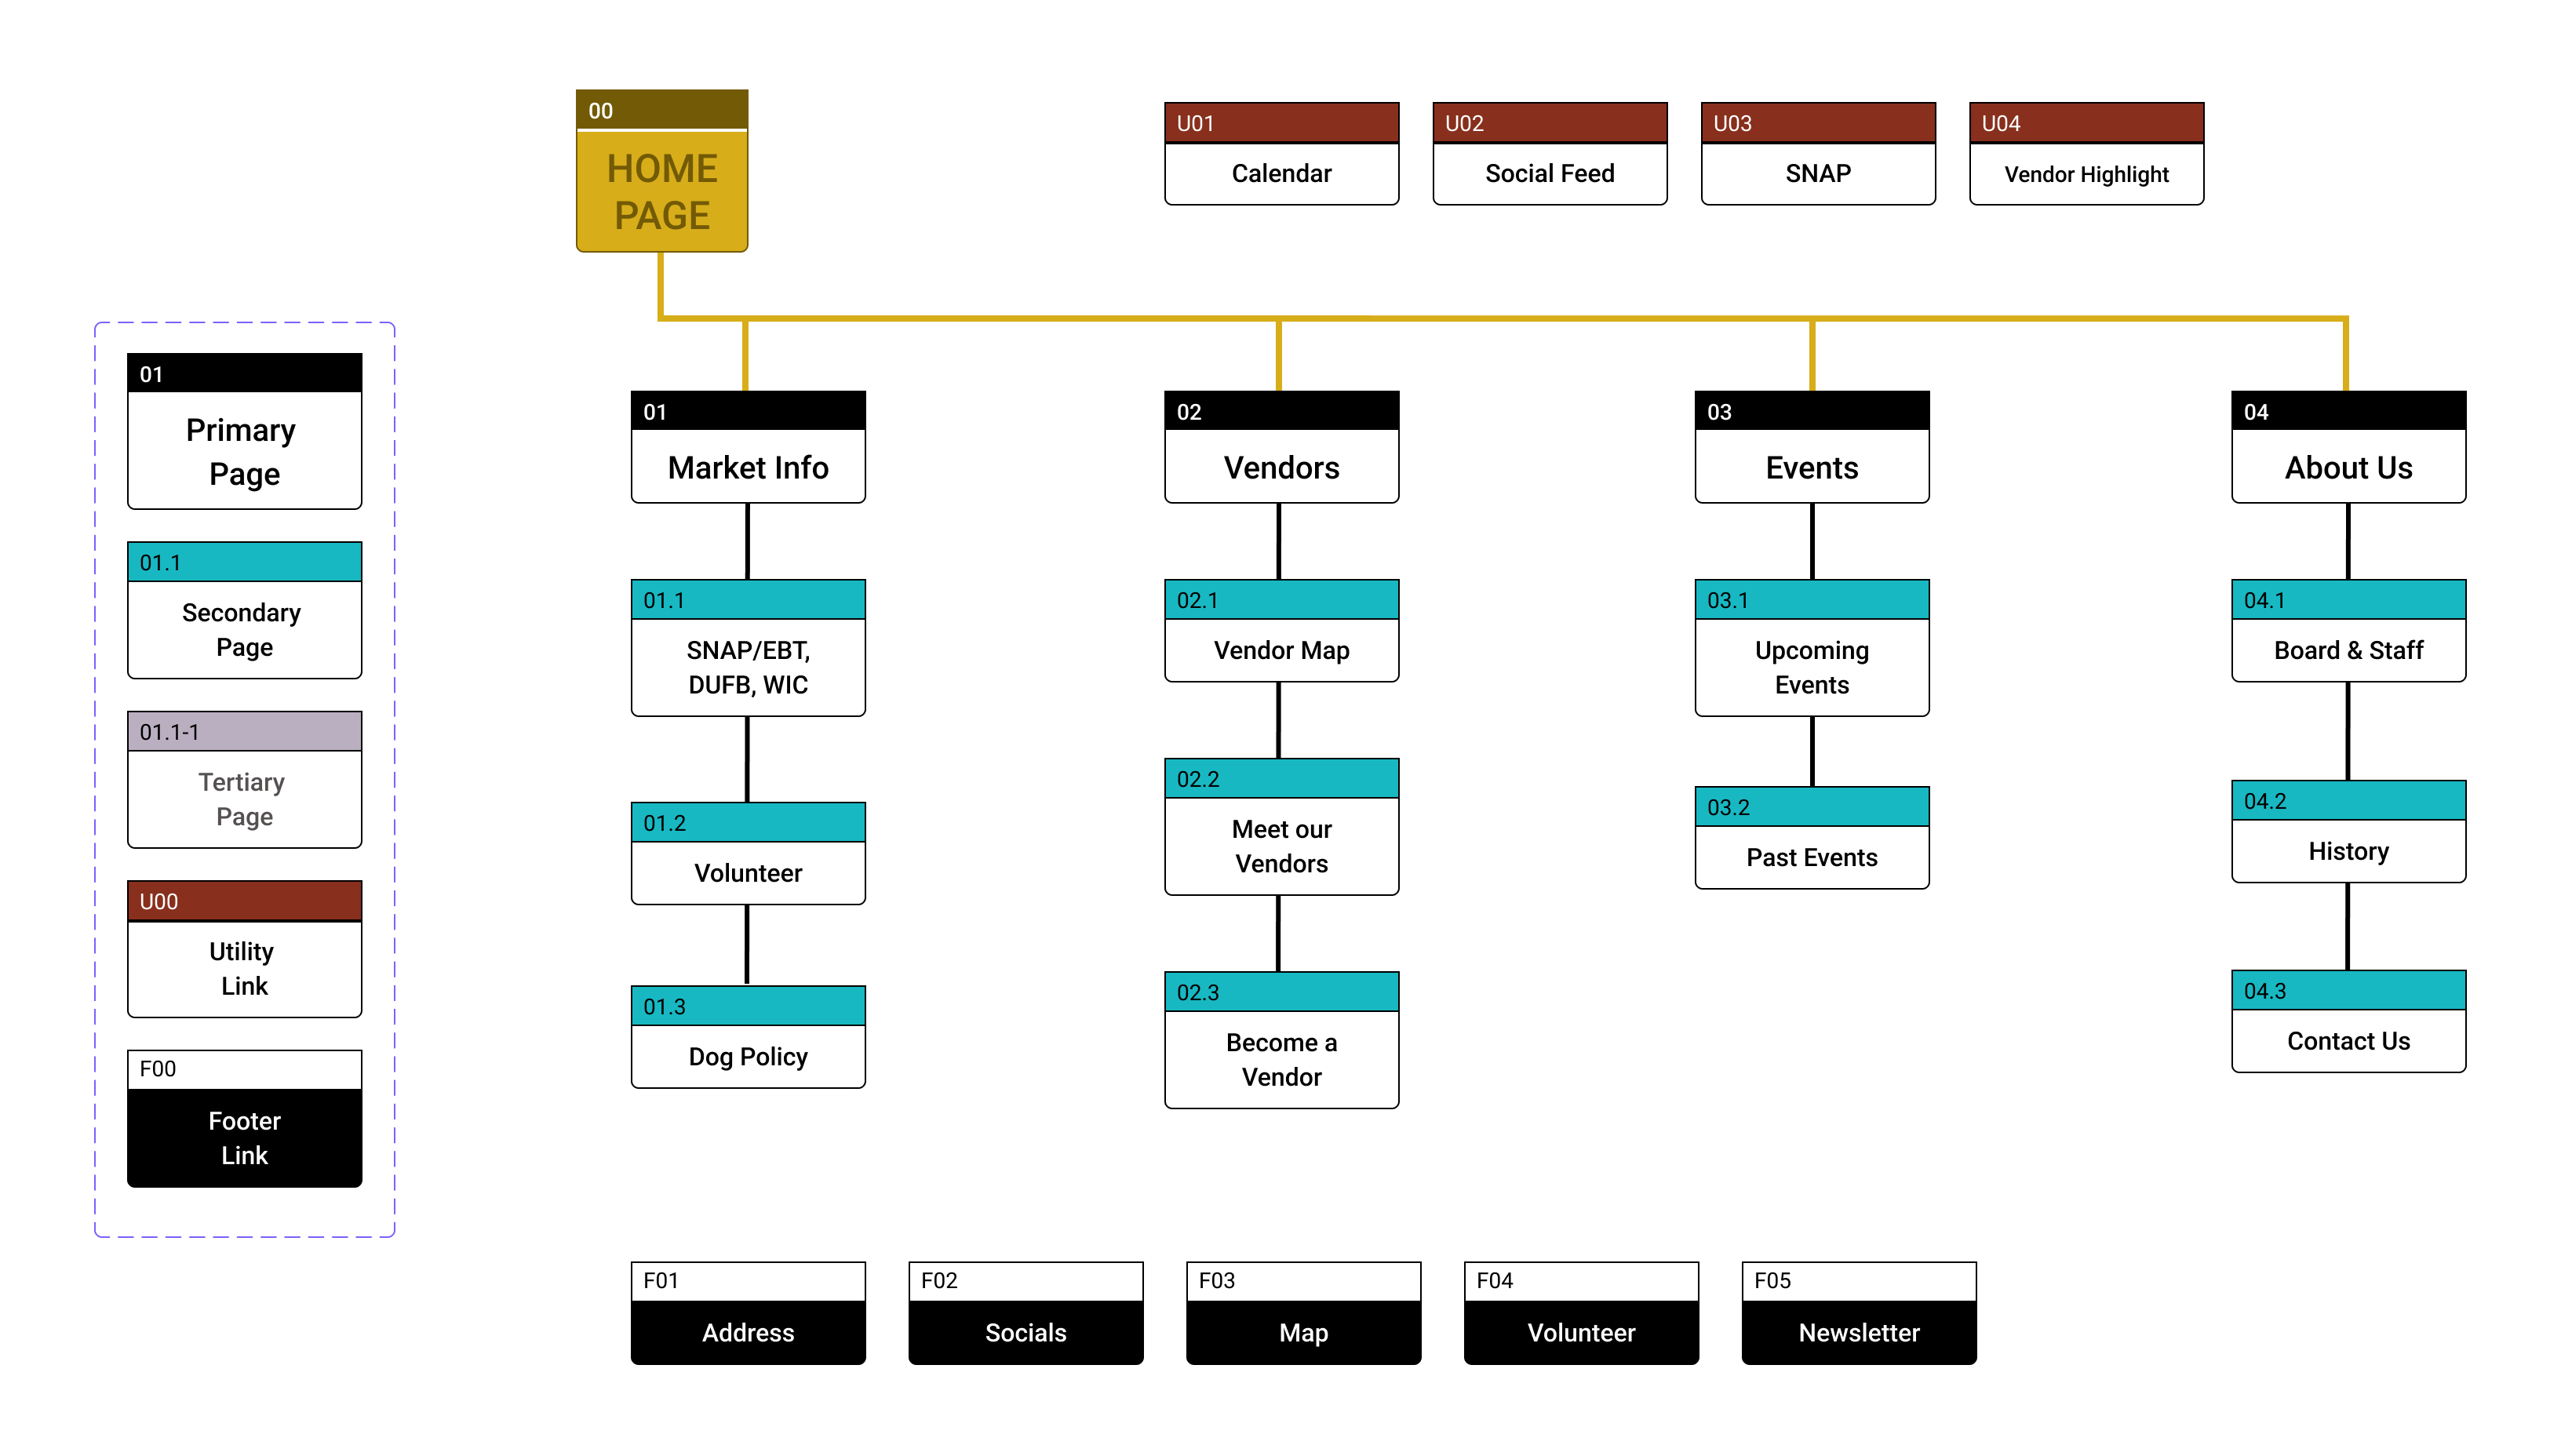 00
HOME
PAGE
U01
Calendar
U02
Social Feed
U03
SNAP
U04
Vendor Highlight
01
Primary
Page
01.1
Secondary
Page
01.1-1
Tertiary
Page
U00
Utility
Link
F00
Footer
Link
01
Market Info
01.1
SNAP/EBT,
DUFB, WIC
01.2
Volunteer
01.3
Dog Policy
02
Vendors
02.1
Vendor Map
02.2
Meet our
Vendors
02.3
Become a
Vendor
03
Events
03.1
Upcoming
Events
03.2
Past Events
04
About Us
04.1
Board & Staff
04.2
History
04.3
Contact Us
F01
Address
F02
Socials
F03
Map
F04
Volunteer
F05
Newsletter